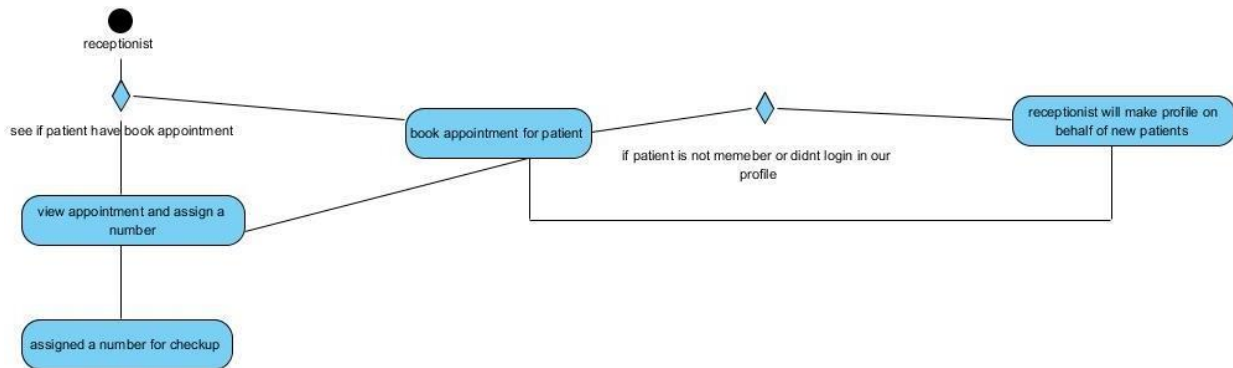 receptionist
see if patient have book appointment
book appointment for patient
if patient is not memeber or didnt login in our
profile
receptionist will make profile on
behalf of new patients
view appointment and assign a
number
assigned a number for checkup